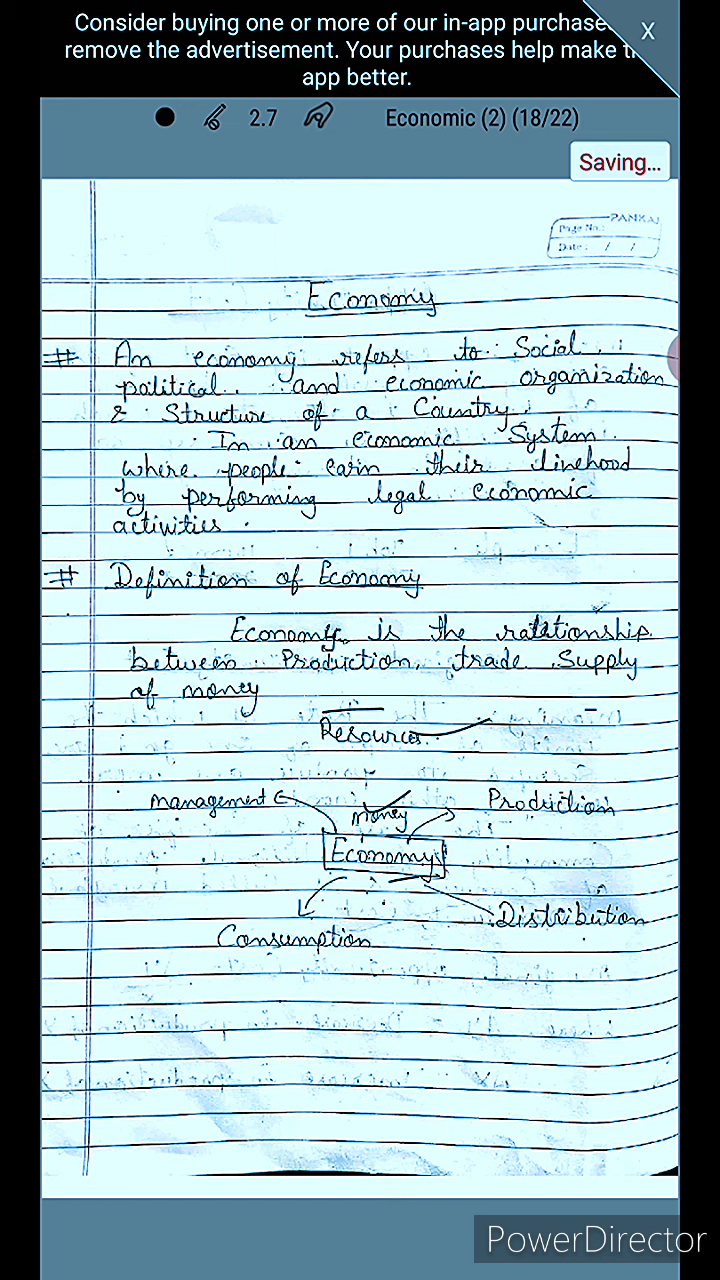 Consider buying one or more of our in-app purchase
remove the advertisement. Your purchases help make
app better.
X
2.7 Economic (2) (18/22)
Saving...
PANKAJ
Page No.:
Date: / /
Economy
# An economy refers to Social
political. and economic organization
& Structure of a Country.
In an economic System
where people earn their livehood
by performing legal economic
activities.
# Definition of Economy
Economy is the relationship
between Production, trade Supply
of money
Resources
management Money Production
Economy
Distribution
Consumption
PowerDirector